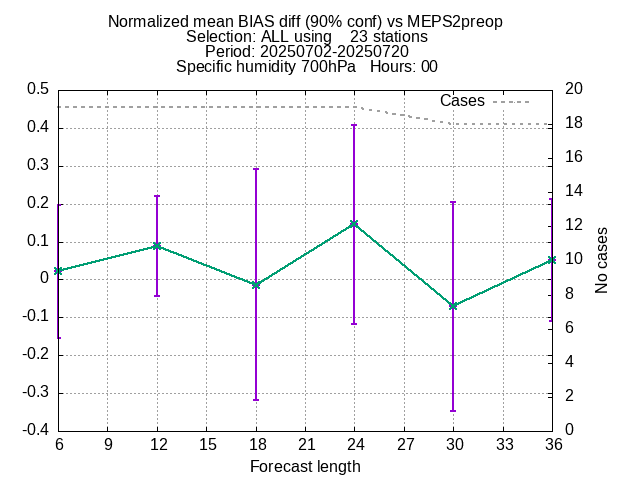 Normalized mean BIAS diff (90% conf) vs MEPS2preop
Selection: ALL using    23 stations
Period: 20250702-20250720
Specific humidity 700hPa   Hours: 00
Cases
0.5
0.4
0.3
0.2
0.1
0
-0.1
-0.2
-0.3
-0.4
20
18
16
14
12
10
8
6
4
2
0
No cases
6 9 12 15 18 21 24 27 30 33 36
Forecast length